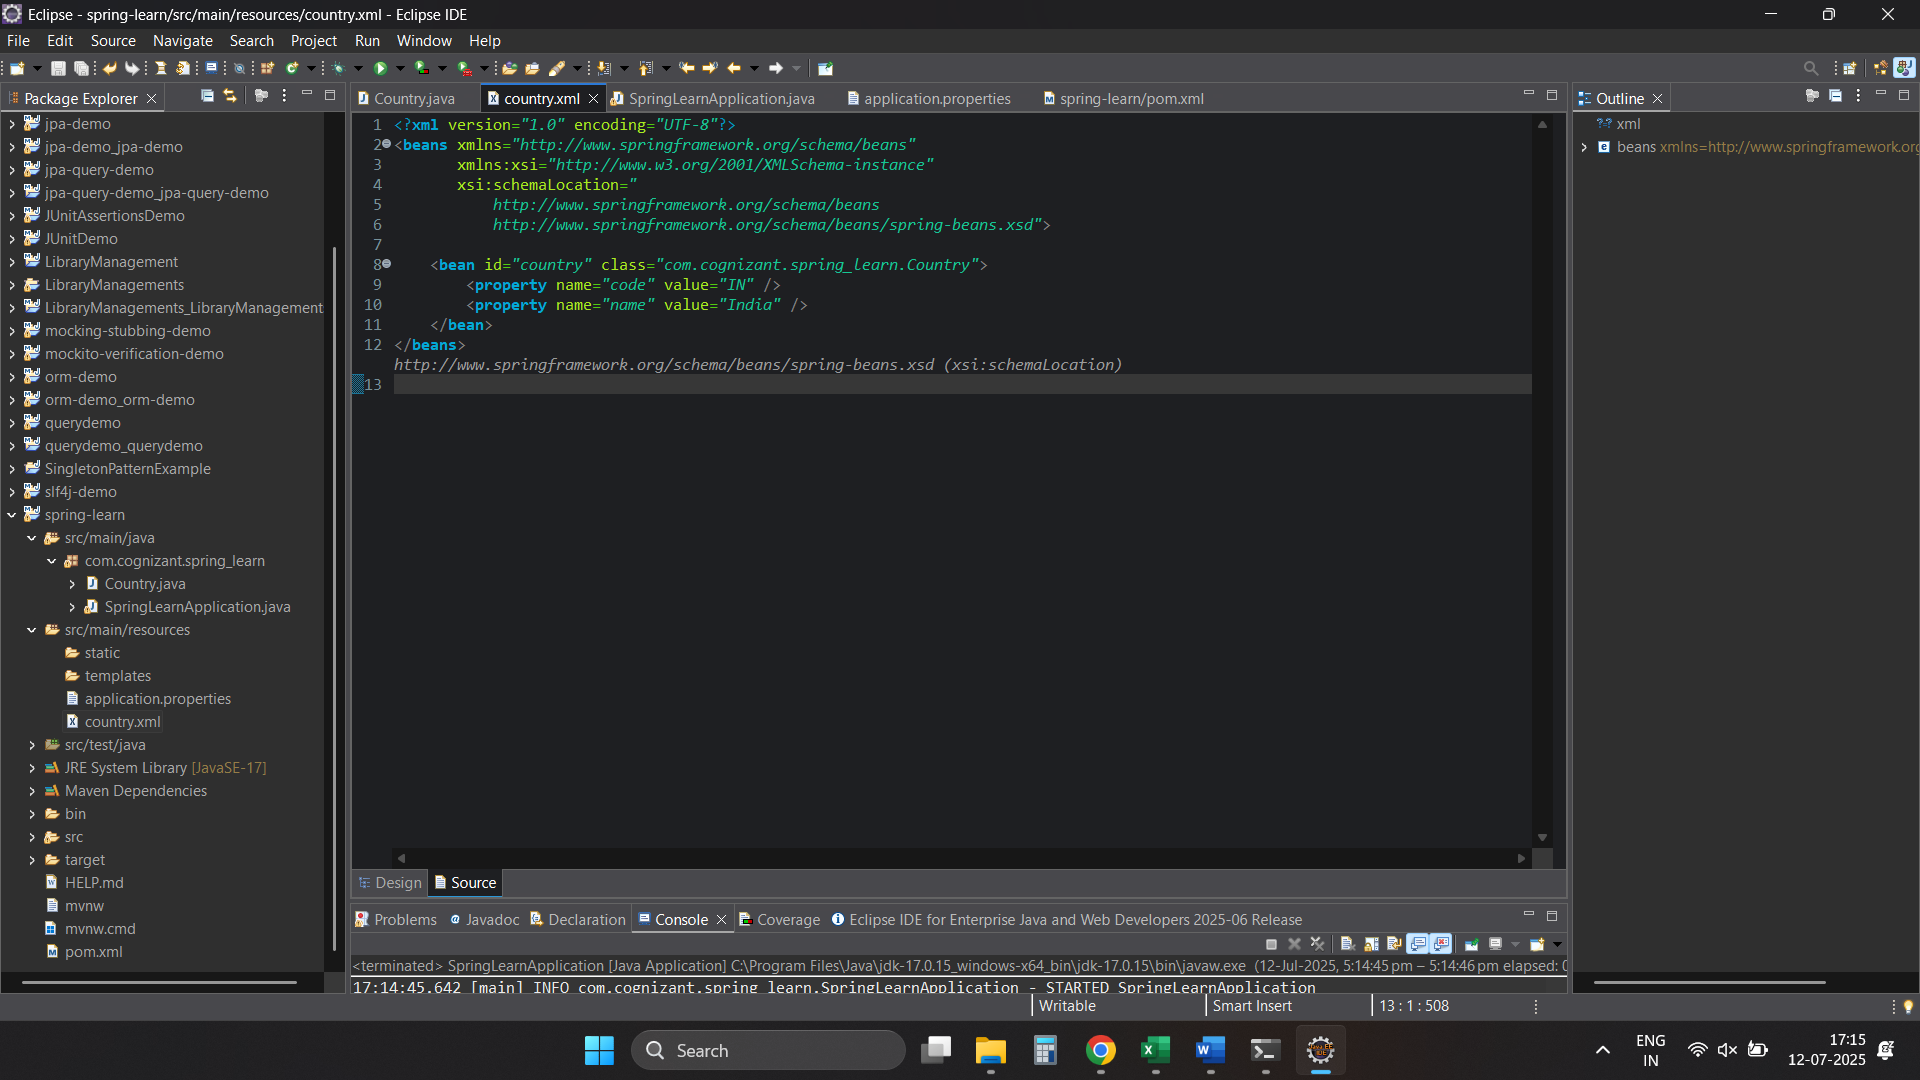 Eclipse - spring-learn/src/main/resources/country.xml - Eclipse IDE
File Edit Source Navigate Search Project Run Window Help
Package Explorer
jpa-demo
jpa-demo_jpa-demo
jpa-query-demo
jpa-query-demo_jpa-query-demo
JUnitAssertionsDemo
JUnitDemo
LibraryManagement
LibraryManagements
LibraryManagements_LibraryManagement
mocking-stubbing-demo
mockito-verification-demo
orm-demo
orm-demo_orm-demo
querydemo
querydemo_querydemo
SingletonPatternExample
slf4j-demo
spring-learn
src/main/java
com.cognizant.spring_learn
Country.java
SpringLearnApplication.java
src/main/resources
static
templates
application.properties
country.xml
src/test/java
JRE System Library [JavaSE-17]
Maven Dependencies
bin
src
target
HELP.md
mvnw
mvnw.cmd
pom.xml
Country.java country.xml SpringLearnApplication.java application.properties spring-learn/pom.xml
1 <?xml version="1.0" encoding="UTF-8"?>
2 <beans xmlns="http://www.springframework.org/schema/beans"
3 xmlns:xsi="http://www.w3.org/2001/XMLSchema-instance"
4 xsi:schemaLocation="
5 http://www.springframework.org/schema/beans
6 http://www.springframework.org/schema/beans/spring-beans.xsd">
7
8 <bean id="country" class="com.cognizant.spring_learn.Country">
9 <property name="code" value="IN" />
10 <property name="name" value="India" />
11 </bean>
12 </beans>
http://www.springframework.org/schema/beans/spring-beans.xsd (xsi:schemaLocation)
13
Design Source
Problems Javadoc Declaration Console Coverage Eclipse IDE for Enterprise Java and Web Developers 2025-06 Release
<terminated> SpringLearnApplication [Java Application] C:\Program Files\Java\jdk-17.0.15_windows-x64_bin\jdk-17.0.15\bin\javaw.exe (12-Jul-2025, 5:14:45 pm – 5:14:46 pm elapsed: 0
17:14:45.642 [main] INFO com.cognizant.spring_learn.SpringLearnApplication - STARTED SpringLearnApplication
Outline
xml
beans xmlns=http://www.springframework.org
Writable Smart Insert 13 : 1 : 508
Search
ENG
IN
17:15
12-07-2025